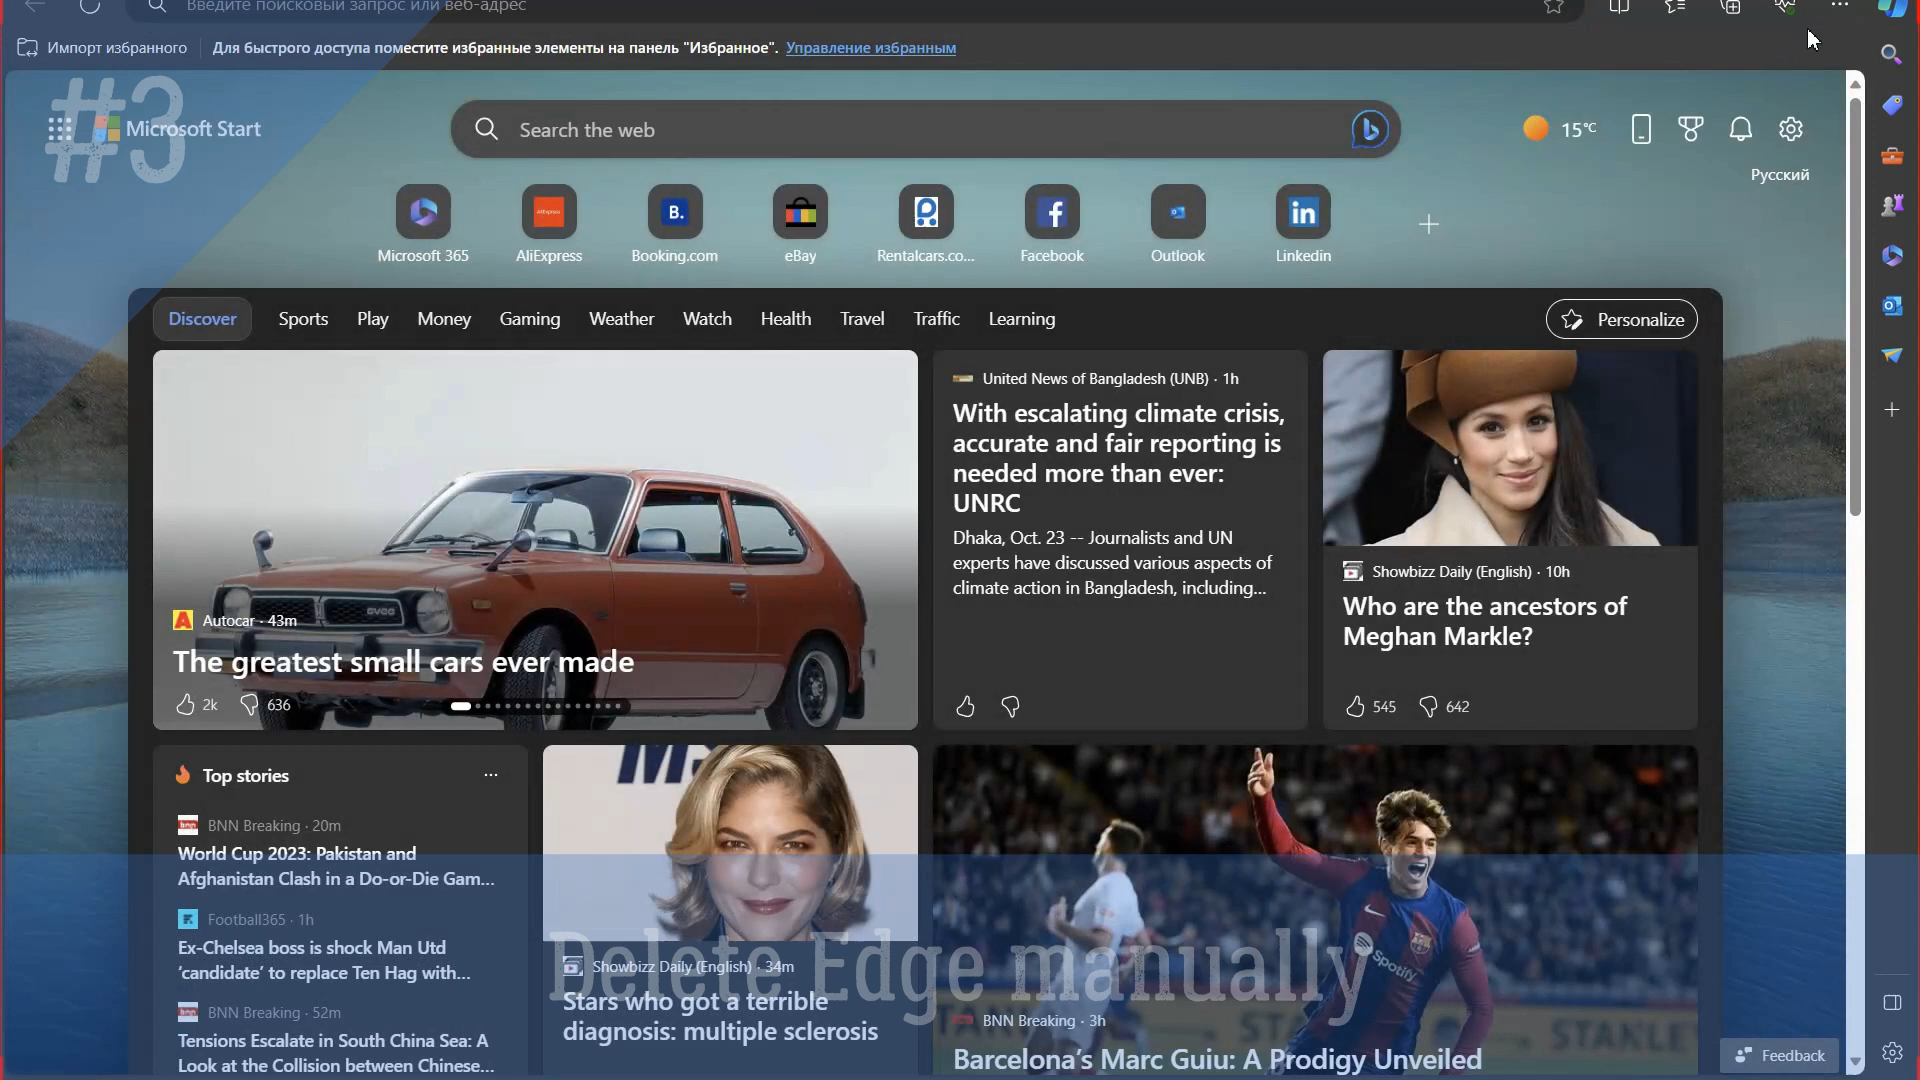 Введите поисковый запрос или веб-адрес
Импорт избранного
Для быстрого доступа поместите избранные элементы на панель "Избранное". Управление избранным
#3
Microsoft Start
Search the web
15°C
Русский
Microsoft 365
AliExpress
Booking.com
eBay
Rentalcars.co...
Facebook
Outlook
Linkedin
Discover
Sports
Play
Money
Gaming
Weather
Watch
Health
Travel
Traffic
Learning
Personalize
Autocar · 43m
The greatest small cars ever made
2k
636
United News of Bangladesh (UNB) · 1h
With escalating climate crisis,
accurate and fair reporting is
needed more than ever:
UNRC
Dhaka, Oct. 23 -- Journalists and UN
experts have discussed various aspects of
climate action in Bangladesh, including...
Showbizz Daily (English) · 10h
Who are the ancestors of
Meghan Markle?
545
642
Top stories
BNN Breaking · 20m
World Cup 2023: Pakistan and
Afghanistan Clash in a Do-or-Die Gam...
Football365 · 1h
Ex-Chelsea boss is shock Man Utd
‘candidate’ to replace Ten Hag with...
BNN Breaking · 52m
Tensions Escalate in South China Sea: A
Look at the Collision between Chinese...
Showbizz Daily (English) · 34m
Stars who got a terrible
diagnosis: multiple sclerosis
Spotify
BNN Breaking · 3h
Barcelona’s Marc Guiu: A Prodigy Unveiled
Delete Edge manually
Feedback